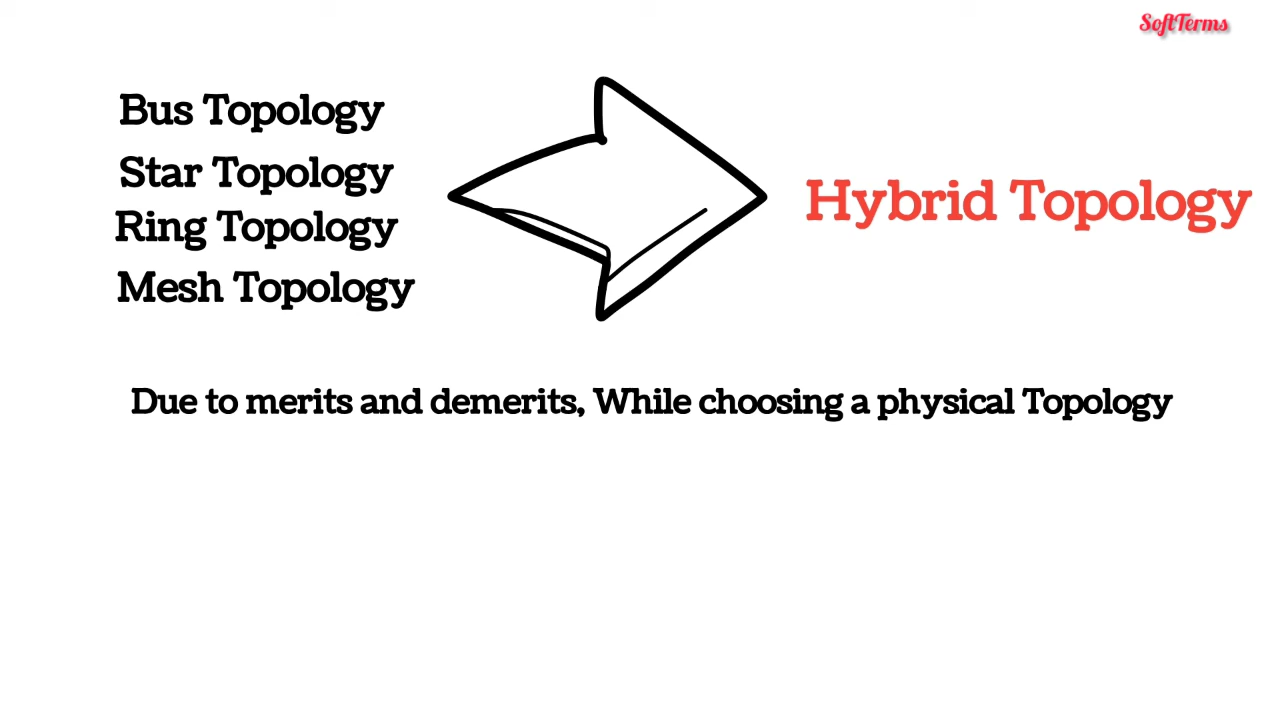 SoftTerms
Bus Topology
Star Topology
Ring Topology
Mesh Topology
Hybrid Topology
Due to merits and demerits, While choosing a physical Topology